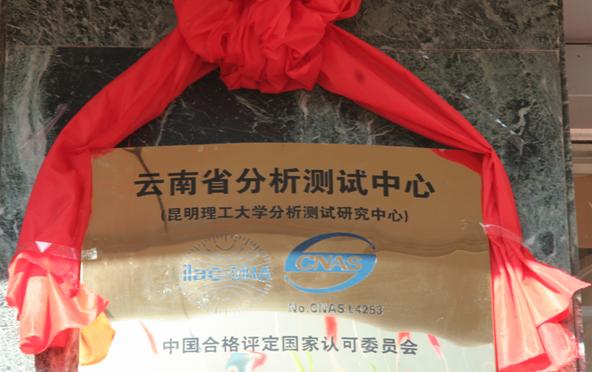 云南省分析测试中心
(昆明理工大学分析测试研究中心)
ilac-MRA CNAS
No.CNAS L4253
中国合格评定国家认可委员会